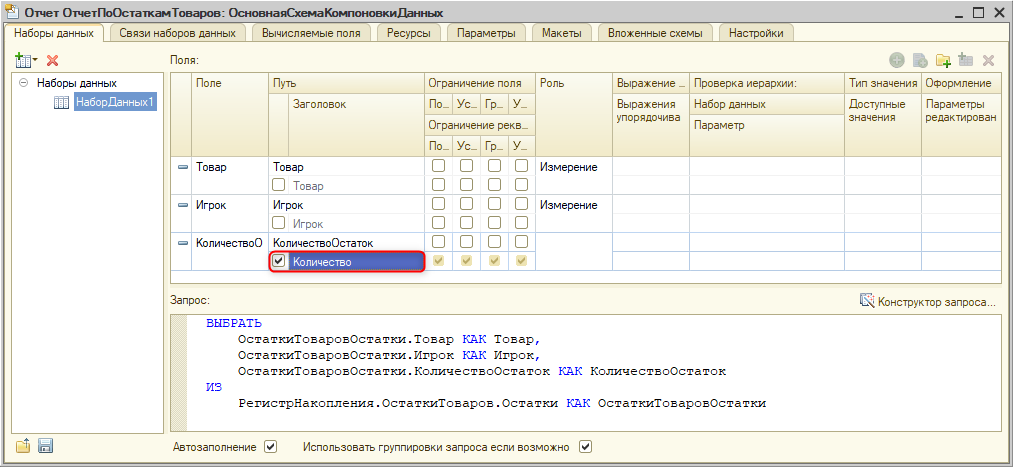 Отчет ОтчетПоОстаткамТоваров: ОсновнаяСхемаКомпоновкиДанных
Наборы данных
Связи наборов данных
Вычисляемые поля
Ресурсы
Параметры
Макеты
Вложенные схемы
Настройки
Наборы данных
НаборДанных1
Поля:
Поле
Путь
Ограничение поля
Роль
Выражение ...
Проверка иерархии:
Тип значения
Оформление
Заголовок
По... Ус... Гр... У...
Выражения упорядочива
Набор данных
Доступные значения
Параметры редактирован
Ограничение рекв...
Параметр
По... Ус... Гр... У...
Товар
Товар
Измерение
Товар
Игрок
Игрок
Измерение
Игрок
КоличествоО
КоличествоОстаток
Количество
Запрос:
Конструктор запроса...
ВЫБРАТЬ
ОстаткиТоваровОстатки.Товар КАК Товар,
ОстаткиТоваровОстатки.Игрок КАК Игрок,
ОстаткиТоваровОстатки.КоличествоОстаток КАК КоличествоОстаток
ИЗ
РегистрНакопления.ОстаткиТоваров.Остатки КАК ОстаткиТоваровОстатки
Автозаполнение
Использовать группировки запроса если возможно